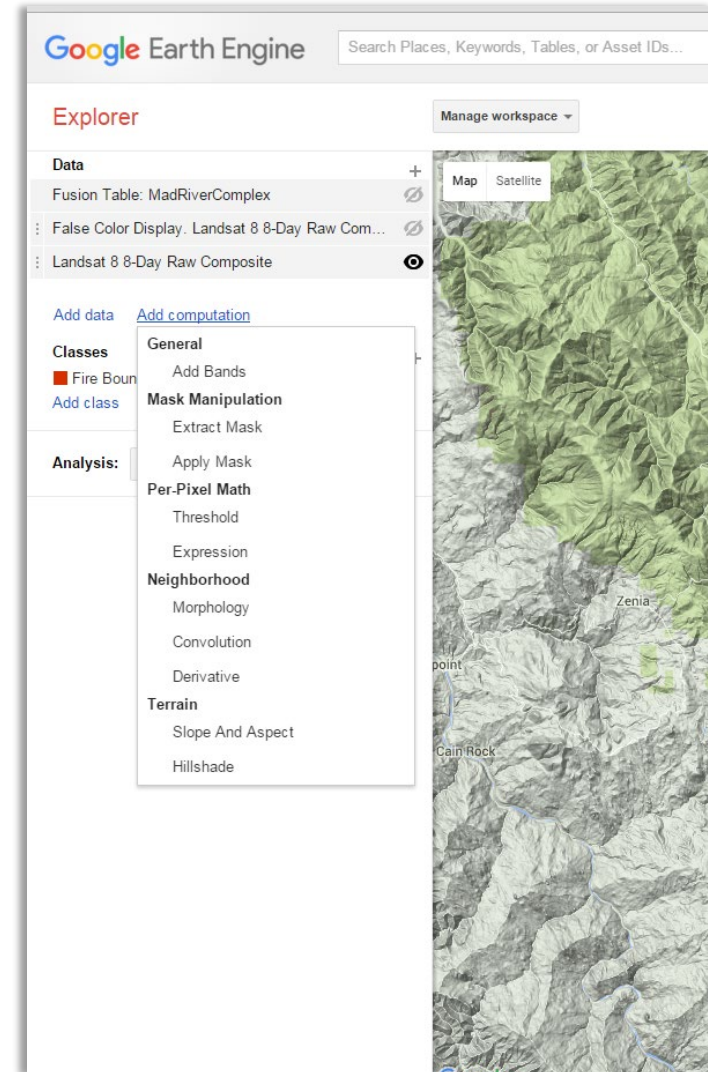 Google Earth Engine
Search Places, Keywords, Tables, or Asset IDs...
Explorer
Manage workspace
Data
+
Fusion Table: MadRiverComplex
False Color Display. Landsat 8 8-Day Raw Com...
Landsat 8 8-Day Raw Composite
Map Satellite
Add data Add computation
Classes
+
Fire Boun
Add class
Analysis:
General
Add Bands
Mask Manipulation
Extract Mask
Apply Mask
Per-Pixel Math
Threshold
Expression
Neighborhood
Morphology
Convolution
Derivative
Terrain
Slope And Aspect
Hillshade
Zenia
point
Cain Rock